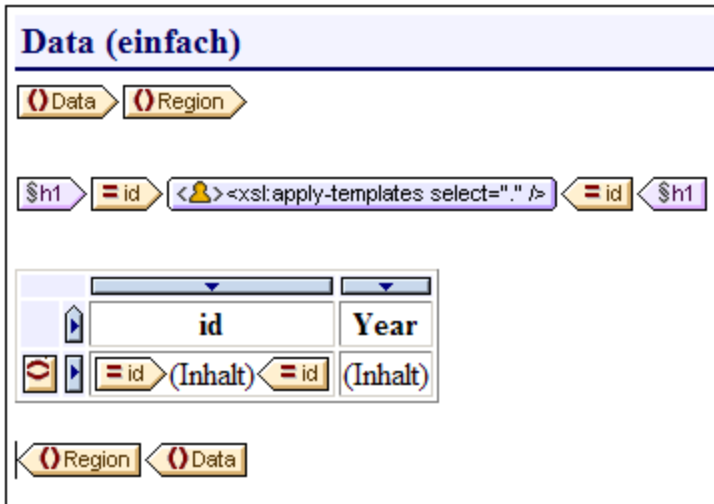 Data (einfach)
() Data () Region
§h1 = id <xsl:apply-templates select="." /> = id §h1
id Year
= id (Inhalt) = id (Inhalt)
() Region () Data